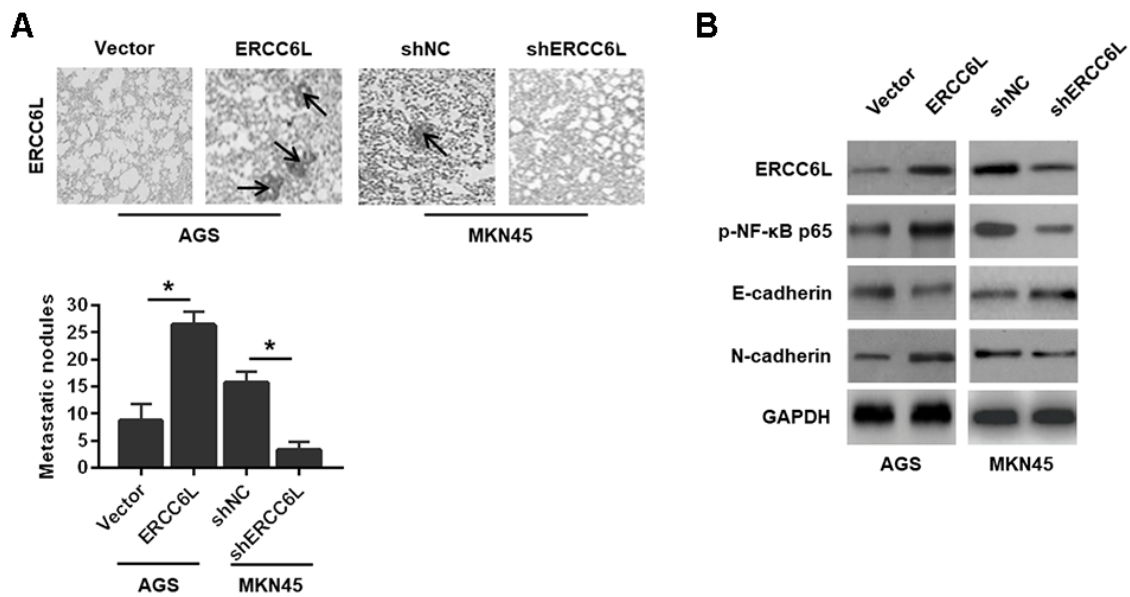 A
Vector ERCC6L shNC shERCC6L
ERCC6L
AGS MKN45
*
*
30
25
20
15
10
5
0
Metastatic nodules
Vector ERCC6L shNC shERCC6L
AGS MKN45
B
Vector ERCC6L shNC shERCC6L
ERCC6L
p-NF-κB p65
E-cadherin
N-cadherin
GAPDH
AGS MKN45